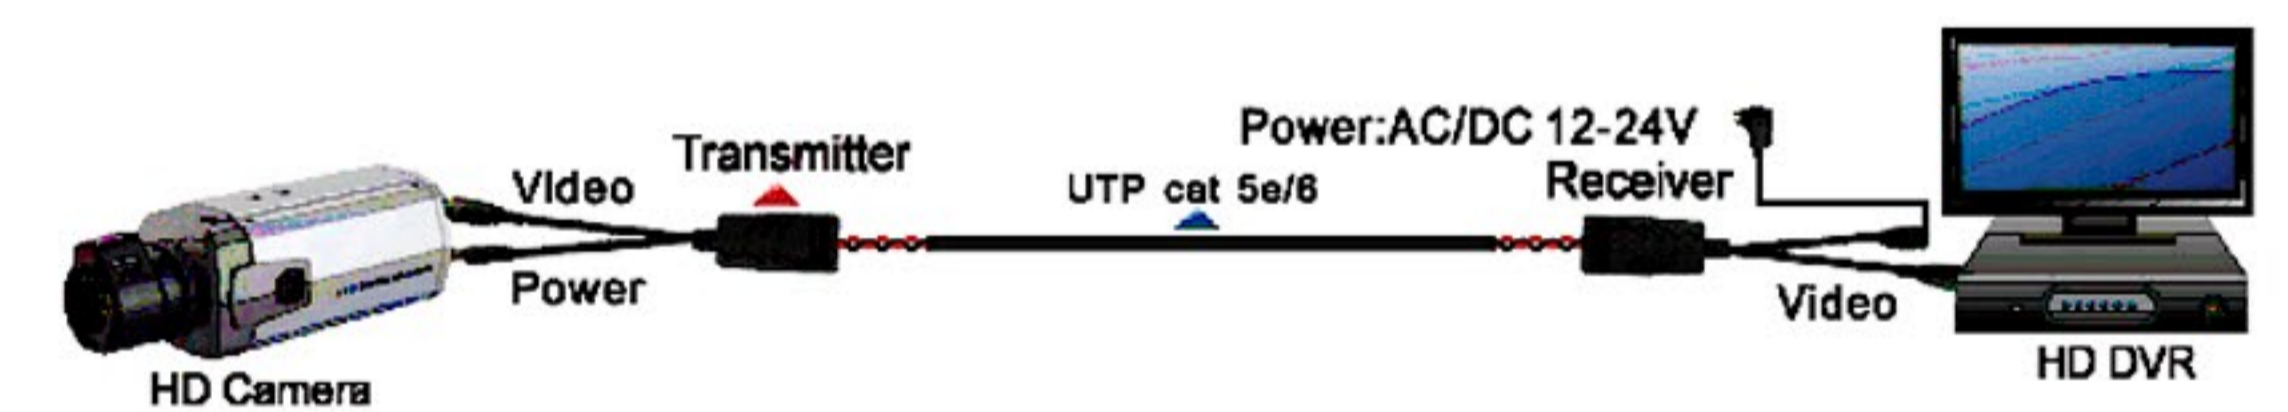 Power:AC/DC 12-24V
Transmitter
Video
UTP cat 5e/6
Receiver
Power
Video
HD Camera
HD DVR